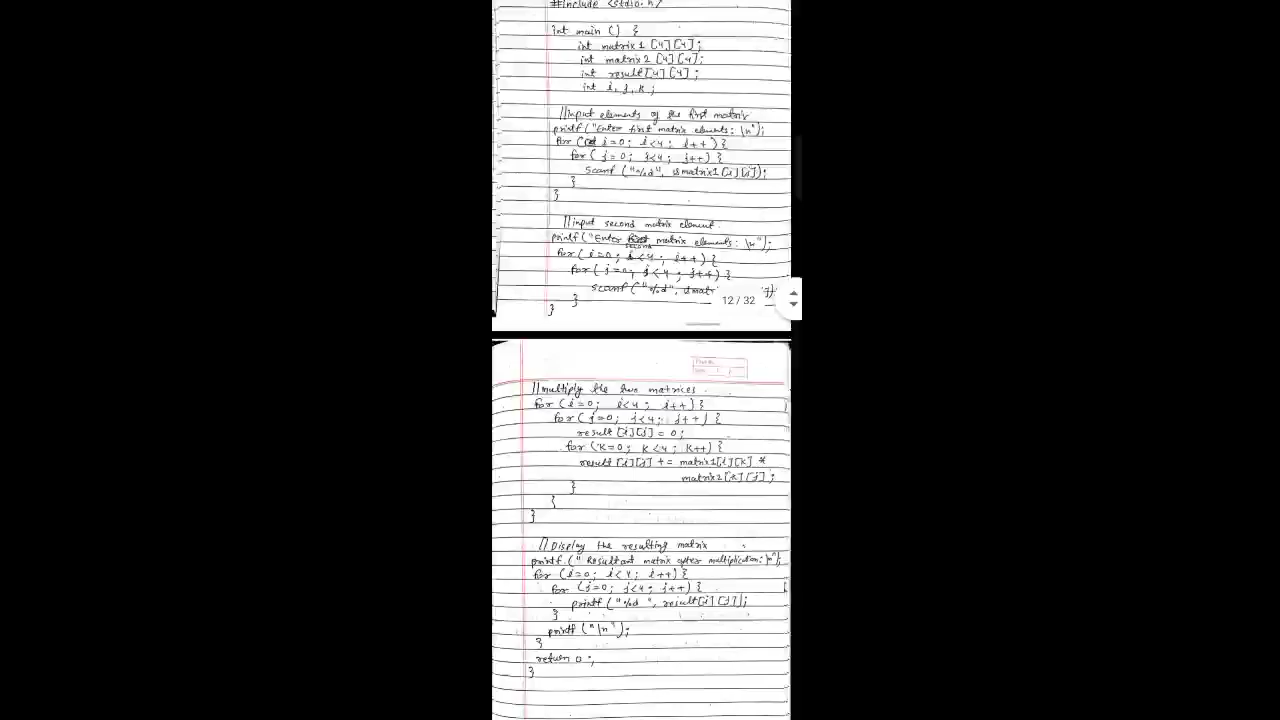 #include <stdio.h>
int main () {
int matrix1 [4][4];
int matrix2 [4][4];
int result[4][4];
int i, j, k;
//Input elements of the first matrix
printf ("Enter first matrix elements: \n");
for ( i=0; i<4; i++) {
for ( j=0; j<4; j++) {
scanf ("%d", &matrix1[i][j]);
}
}
//input second matrix element.
printf ("Enter second matrix elements: \n");
for ( i=0; i<4; i++) {
for ( j=0; j<4; j++) {
scanf ("%d", &matr
12 / 32
}
}
//multiply the two matrices
for (i=0; i<4; i++) {
for (j=0; j<4; j++) {
result [i][j] = 0;
for (k=0; k<4; k++) {
result [i][j] += matrix1[i][k] *
matrix2[k][j];
}
}
}
//Display the resulting matrix
printf ("Resultant matrix after multiplication: \n");
for (i=0; i<4; i++) {
for (j=0; j<4; j++) {
printf ("%d ", result[i][j]);
}
printf ("\n");
}
return 0;
}